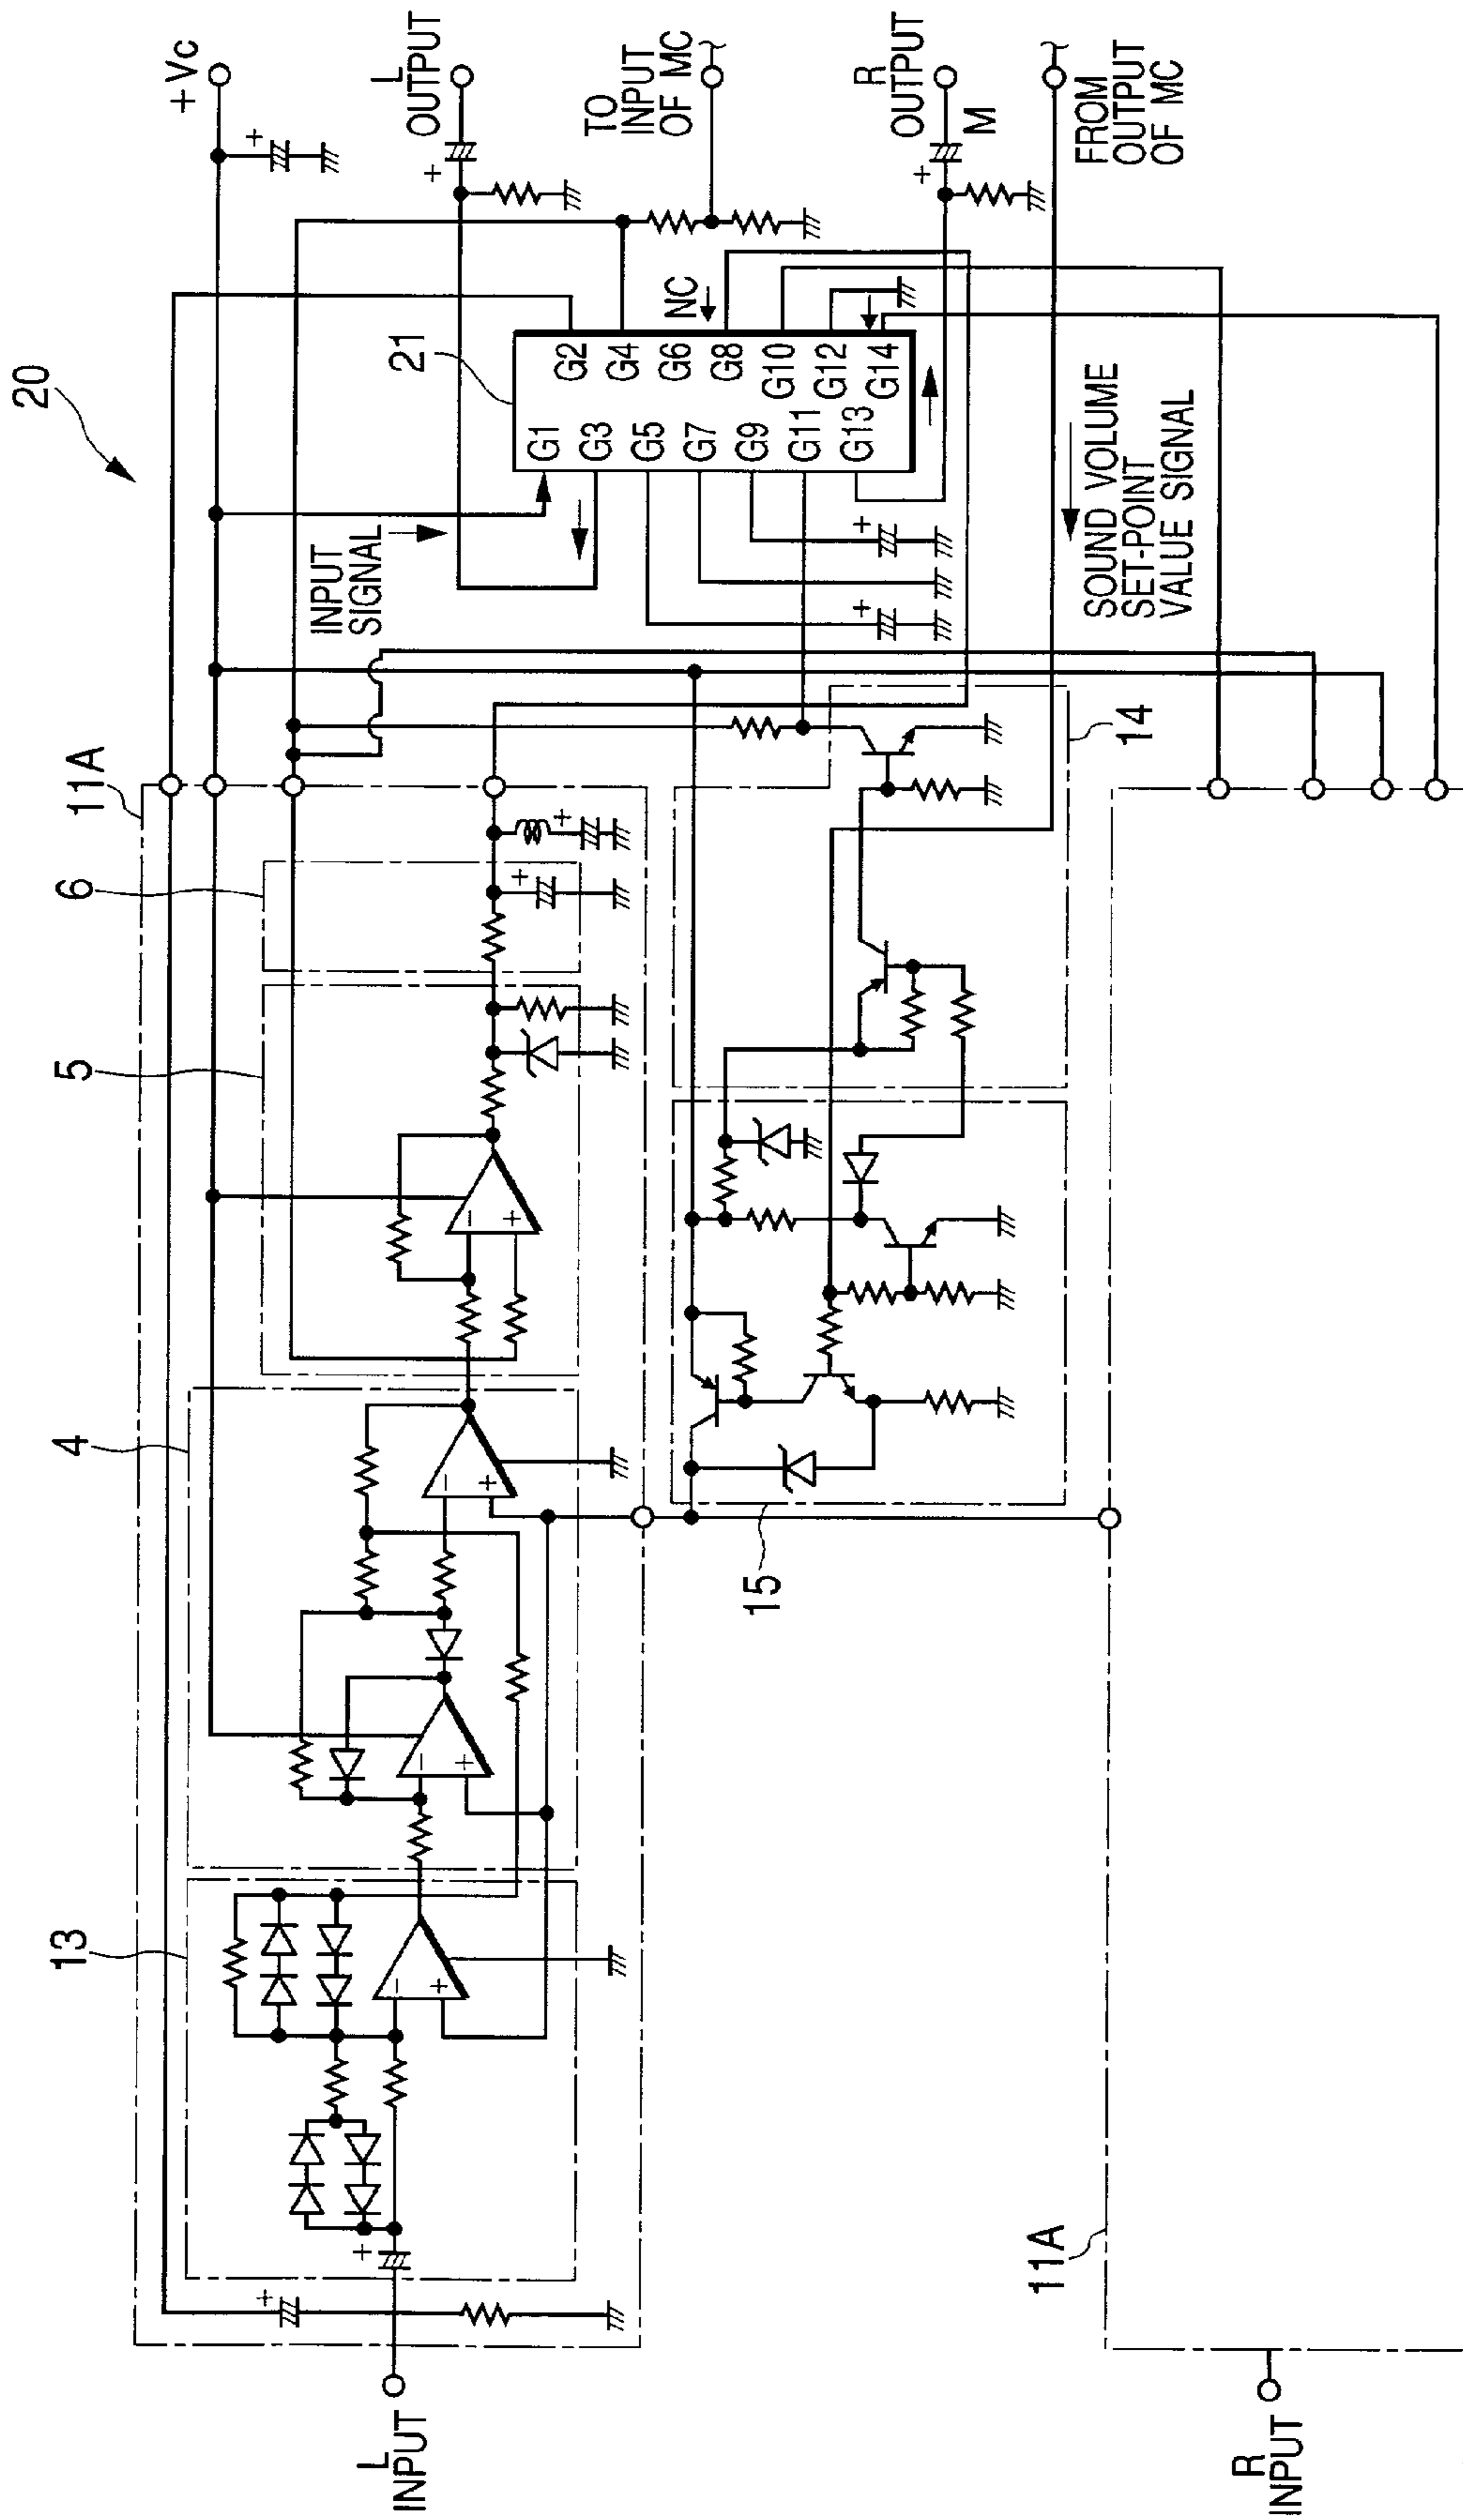 20
11A
6
5
4
13
+ Vc
L
OUTPUT
TO
INPUT
OF MC
R
OUTPUT
M
FROM
OUTPUT
OF MC
21
NC
INPUT
SIGNAL
G1
G2
G3
G4
G5
G6
G7
G8
G9
G10
G11
G12
G13
G14
SOUND VOLUME
SET-POINT
VALUE SIGNAL
14
15
11A
L
INPUT
R
INPUT